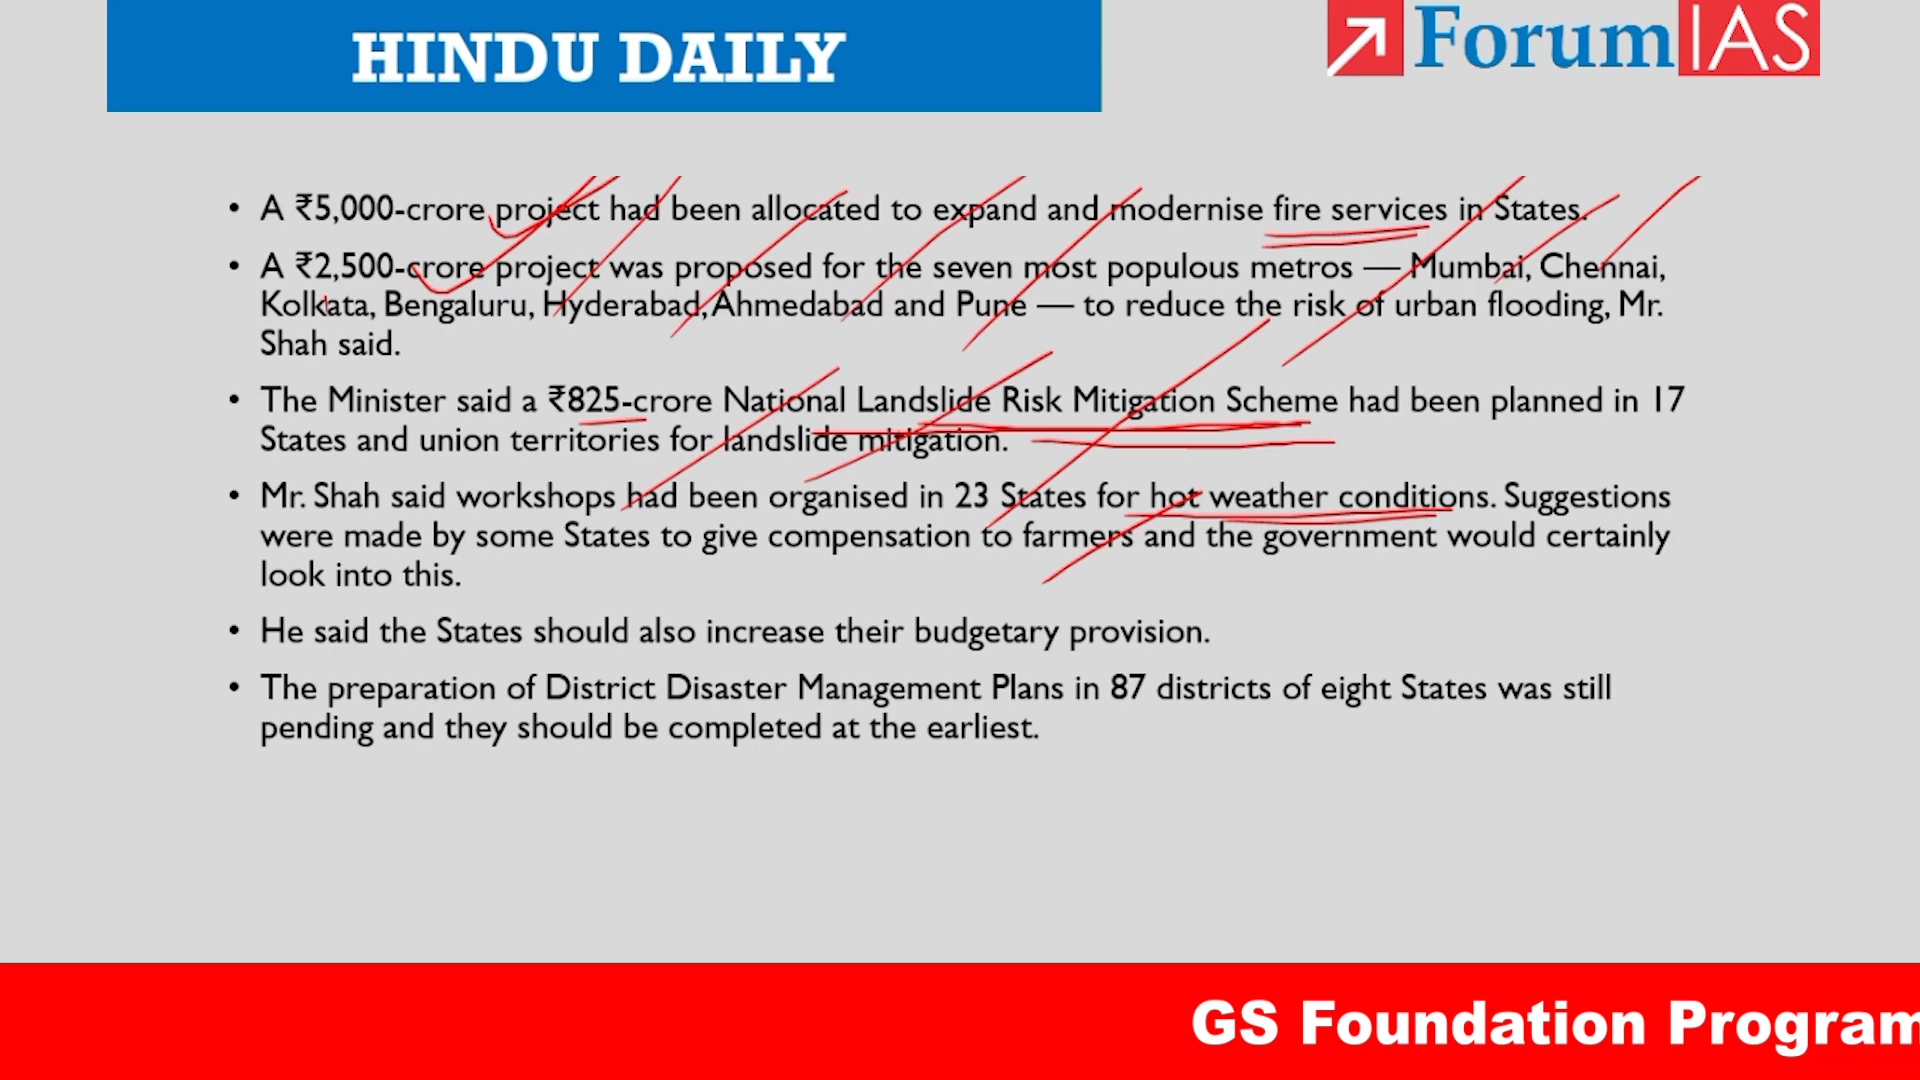 HINDU DAILY
ForumIAS
• A ₹5,000-crore project had been allocated to expand and modernise fire services in States.
• A ₹2,500-crore project was proposed for the seven most populous metros — Mumbai, Chennai,
Kolkata, Bengaluru, Hyderabad, Ahmedabad and Pune — to reduce the risk of urban flooding, Mr.
Shah said.
• The Minister said a ₹825-crore National Landslide Risk Mitigation Scheme had been planned in 17
States and union territories for landslide mitigation.
• Mr. Shah said workshops had been organised in 23 States for hot weather conditions. Suggestions
were made by some States to give compensation to farmers and the government would certainly
look into this.
• He said the States should also increase their budgetary provision.
• The preparation of District Disaster Management Plans in 87 districts of eight States was still
pending and they should be completed at the earliest.
GS Foundation Program